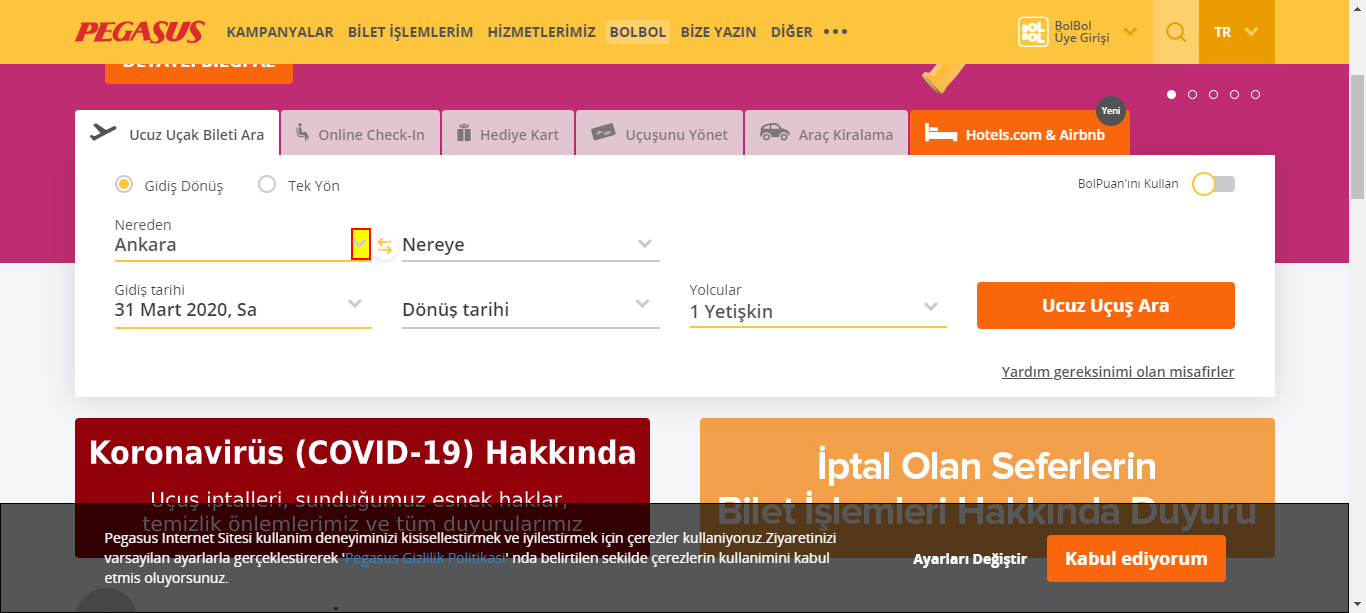 PEGASUS
KAMPANYALAR BİLET İŞLEMLERİM HİZMETLERİMİZ BOLBOL BİZE YAZIN DİĞER
BOL BOL
BolBol
Üye Girişi
TR
Yeni
Ucuz Uçak Bileti Ara
Online Check-In
Hediye Kart
Uçuşunu Yönet
Araç Kiralama
Hotels.com & Airbnb
Gidiş Dönüş
Tek Yön
BolPuan'ını Kullan
Nereden
Ankara
Nereye
Gidiş tarihi
31 Mart 2020, Sa
Dönüş tarihi
Yolcular
1 Yetişkin
Ucuz Uçuş Ara
Yardım gereksinimi olan misafirler
Koronavirüs (COVID-19) Hakkında
Uçuş iptalleri, sunduğumuz esnek haklar,
temizlik önlemlerimiz ve tüm duyurularımız
İptal Olan Seferlerin
Bilet İşlemleri Hakkında Duyuru
Pegasus Internet Sitesi kullanim deneyiminizi kisisellestirmek ve iyilestirmek için çerezler kullaniyoruz.Ziyaretinizi
varsayilan ayarlarla gerçeklestirerek 'Pegasus Gizlilik Politikasi' nda belirtilen sekilde çerezlerin kullanimini kabul
etmis oluyorsunuz.
Ayarları Değiştir
Kabul ediyorum